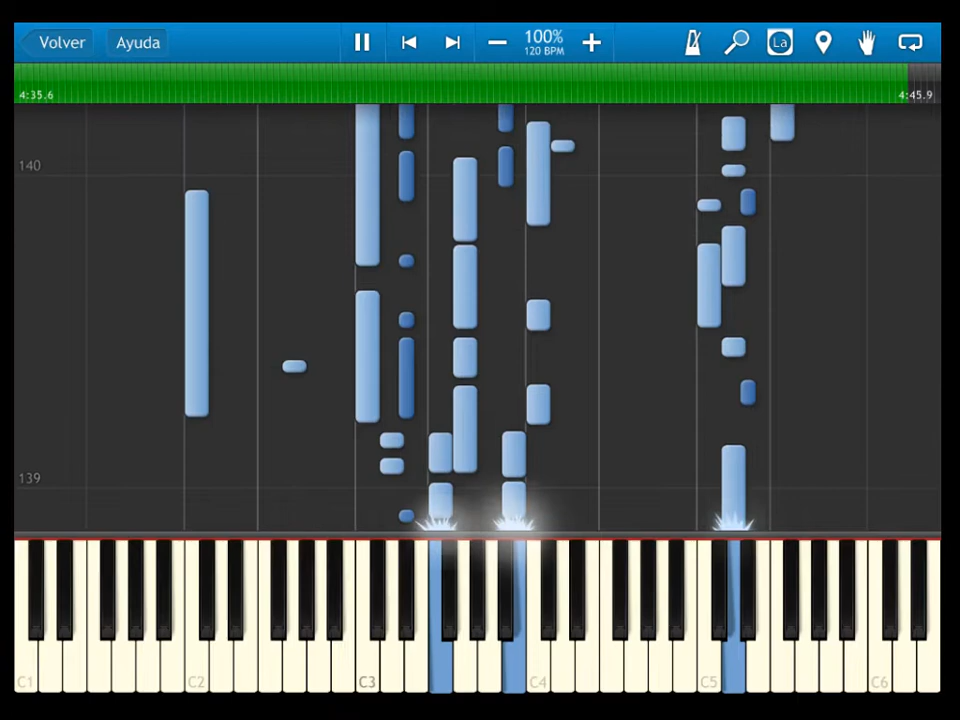 Volver Ayuda 100%
120 BPM
La
4:35.6 4:45.9
140
139
C1 C2 C3 C4 C5 C6